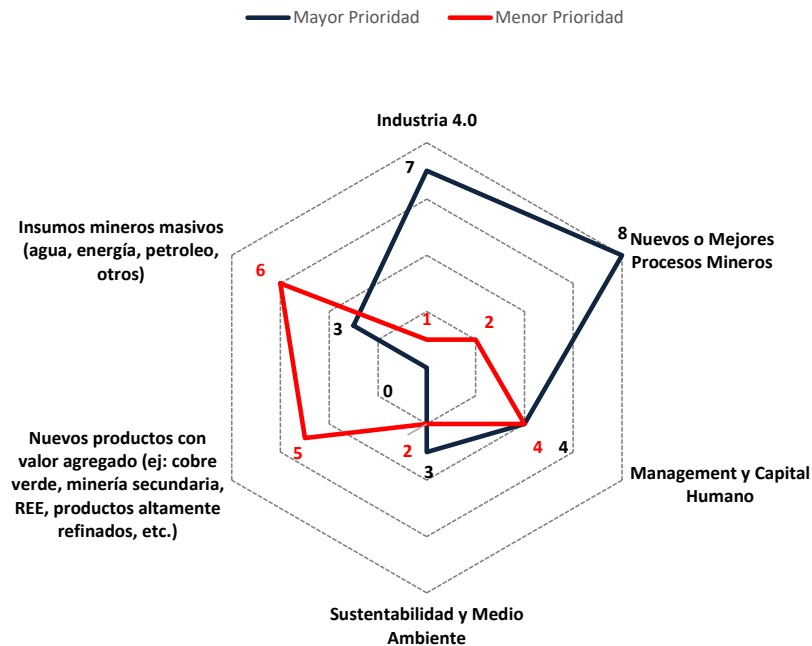 Mayor Prioridad
Menor Prioridad
Industria 4.0
7
8
Nuevos o Mejores
Procesos Mineros
Insumos mineros masivos
(agua, energía, petroleo,
otros)
6
3
1
2
0
Nuevos productos con
valor agregado (ej: cobre
verde, minería secundaria,
REE, productos altamente
refinados, etc.)
5
2
3
4
4
Management y Capital
Humano
Sustentabilidad y Medio
Ambiente